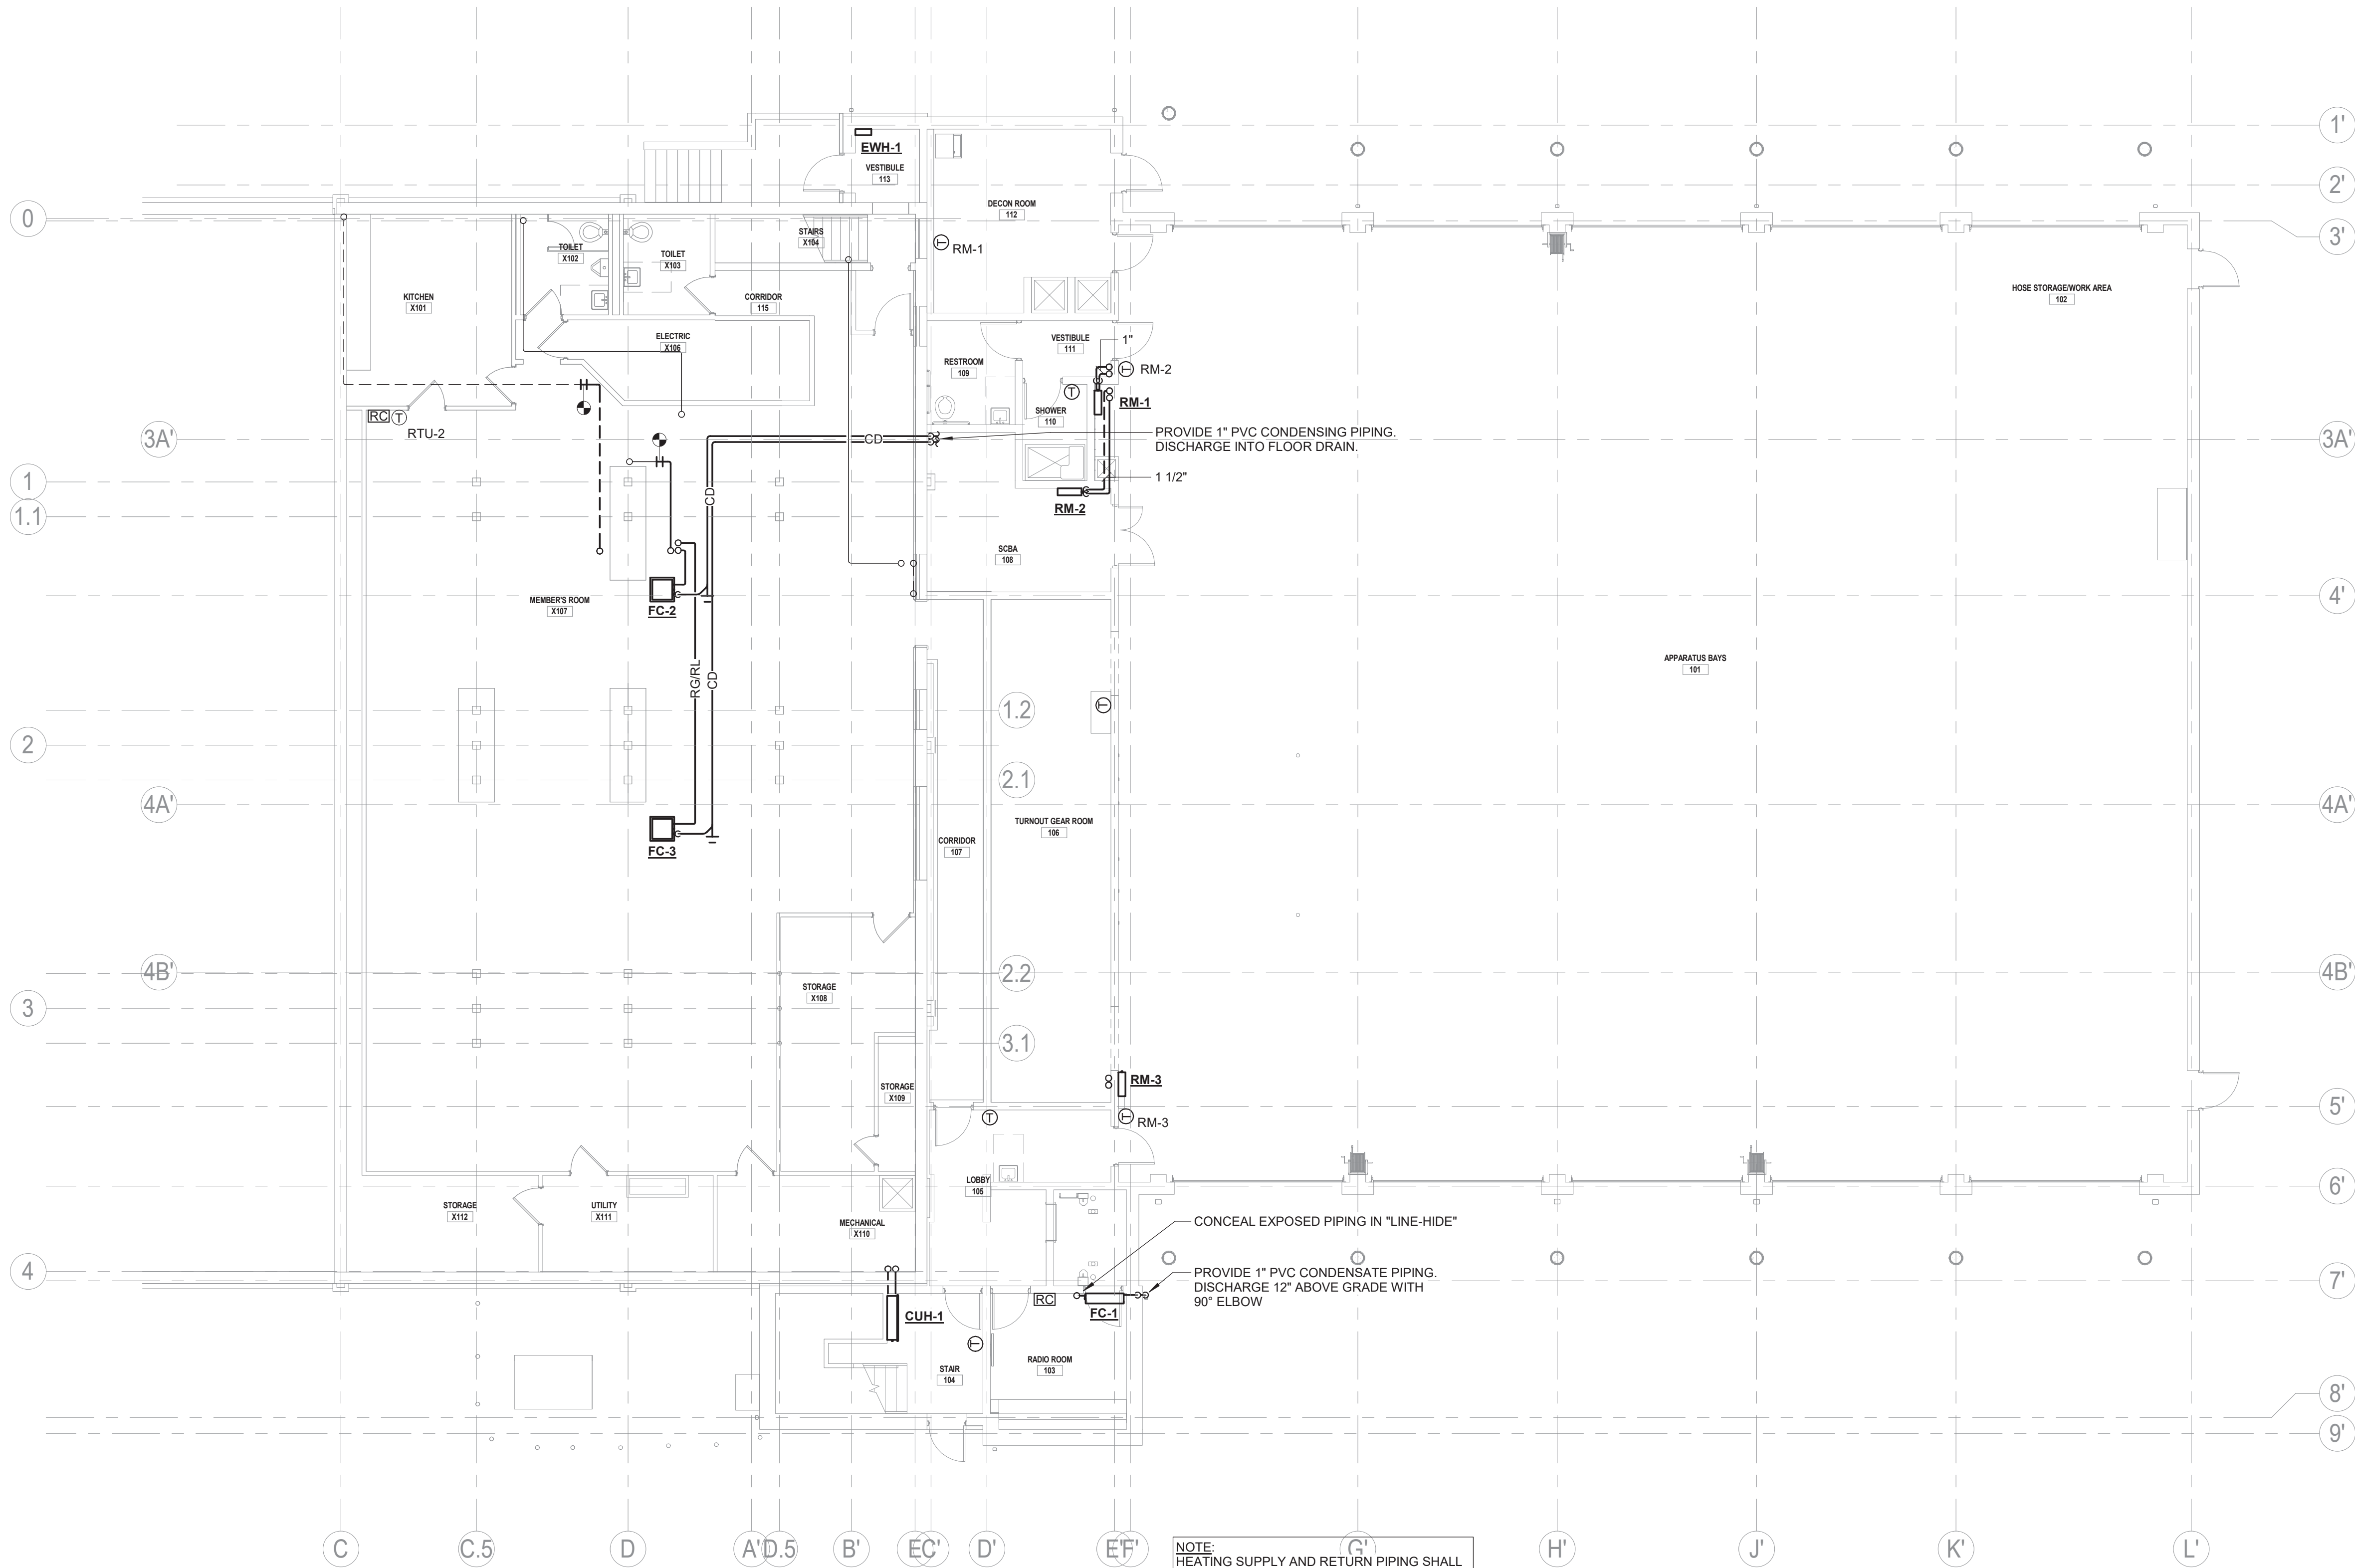 1'
EWH-1
VESTIBULE
113
2'
DECON ROOM
112
0
3'
STAIRS
X104
TOILET
X102
TOILET
X103
RM-1
KITCHEN
X101
CORRIDOR
115
HOSE STORAGE/WORK AREA
102
ELECTRIC
X106
VESTIBULE
111
1"
RESTROOM
109
T
RM-2
T
RM-1
SHOWER
110
RC
T
RTU-2
3A'
CD
PROVIDE 1" PVC CONDENSING PIPING.
DISCHARGE INTO FLOOR DRAIN.
3A'
1
1 1/2"
CD
RM-2
1.1
SCBA
108
MEMBER'S ROOM
X107
FC-2
4'
APPARATUS BAYS
101
RG/RL
CD
1.2
T
2
2.1
4A'
4A'
TURNOUT GEAR ROOM
106
FC-3
CORRIDOR
107
4B'
2.2
4B'
STORAGE
X108
3
3.1
STORAGE
X109
RM-3
5'
T
T
RM-3
LOBBY
105
6'
STORAGE
X112
UTILITY
X111
MECHANICAL
X110
CONCEAL EXPOSED PIPING IN "LINE-HIDE"
4
PROVIDE 1" PVC CONDENSATE PIPING.
DISCHARGE 12" ABOVE GRADE WITH
90° ELBOW
7'
RC
CUH-1
FC-1
T
RADIO ROOM
103
STAIR
104
8'
9'
C
C.5
D
A'
D.5
B'
E
C'
D'
E'
F'
G'
H'
J'
K'
L'
NOTE:
HEATING SUPPLY AND RETURN PIPING SHALL